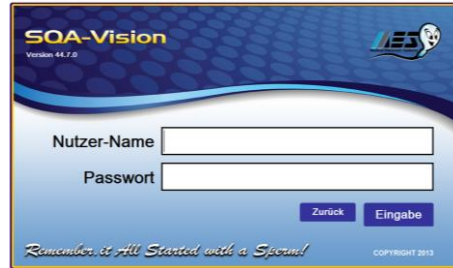 SQA-Vision
Version 44.7.0
MES
Nutzer-Name
Passwort
Zurück
Eingabe
Remember, it All Started with a Sperm!
COPYRIGHT 2013